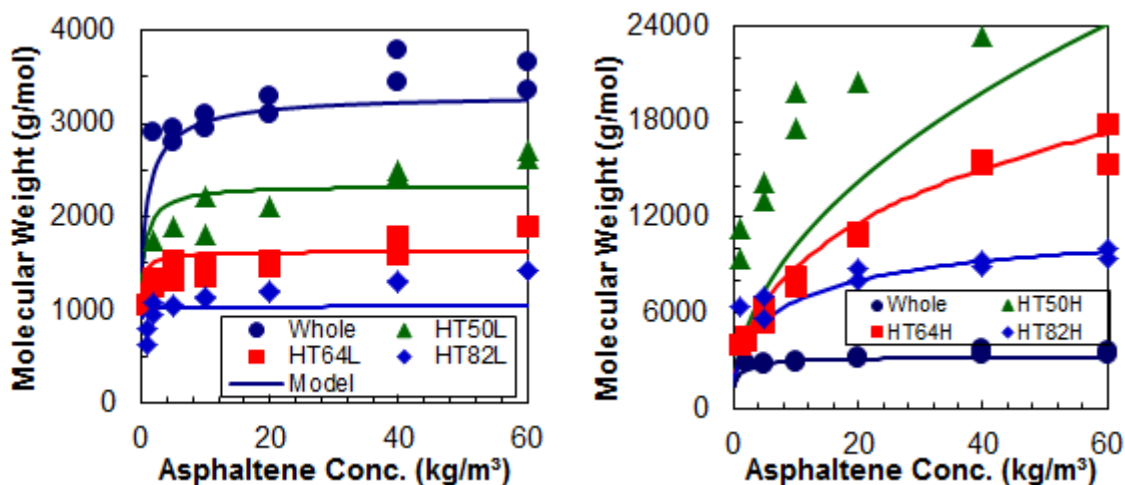 Molecular Weight (g/mol)
4000
3000
2000
1000
0
Whole HT50L
HT64L HT82L
Model
0 20 40 60
Asphaltene Conc. (kg/m³)
Molecular Weight (g/mol)
24000
18000
12000
6000
0
Whole HT50H
HT64H HT82H
0 20 40 60
Asphaltene Conc. (kg/m³)